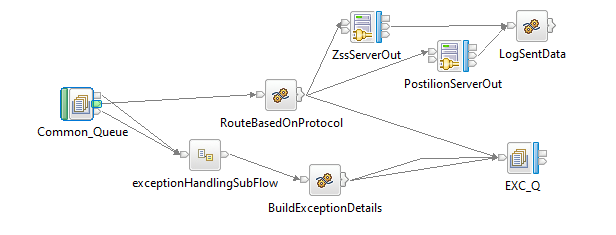 ZssServerOut
LogSentData
PostilionServerOut
Common_Queue
RouteBasedOnProtocol
exceptionHandlingSubFlow
BuildExceptionDetails
EXC_Q